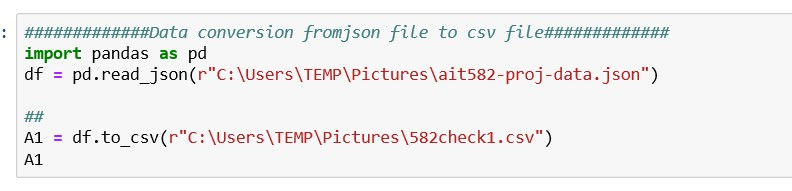 : #############Data conversion fromjson file to csv file#############
import pandas as pd
df = pd.read_json(r"C:\Users\TEMP\Pictures\ait582-proj-data.json")
##
A1 = df.to_csv(r"C:\Users\TEMP\Pictures\582check1.csv")
A1